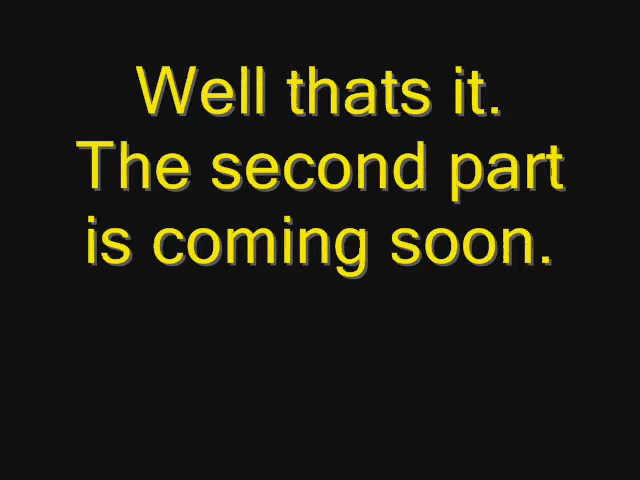 Well thats it.
The second part
is coming soon.